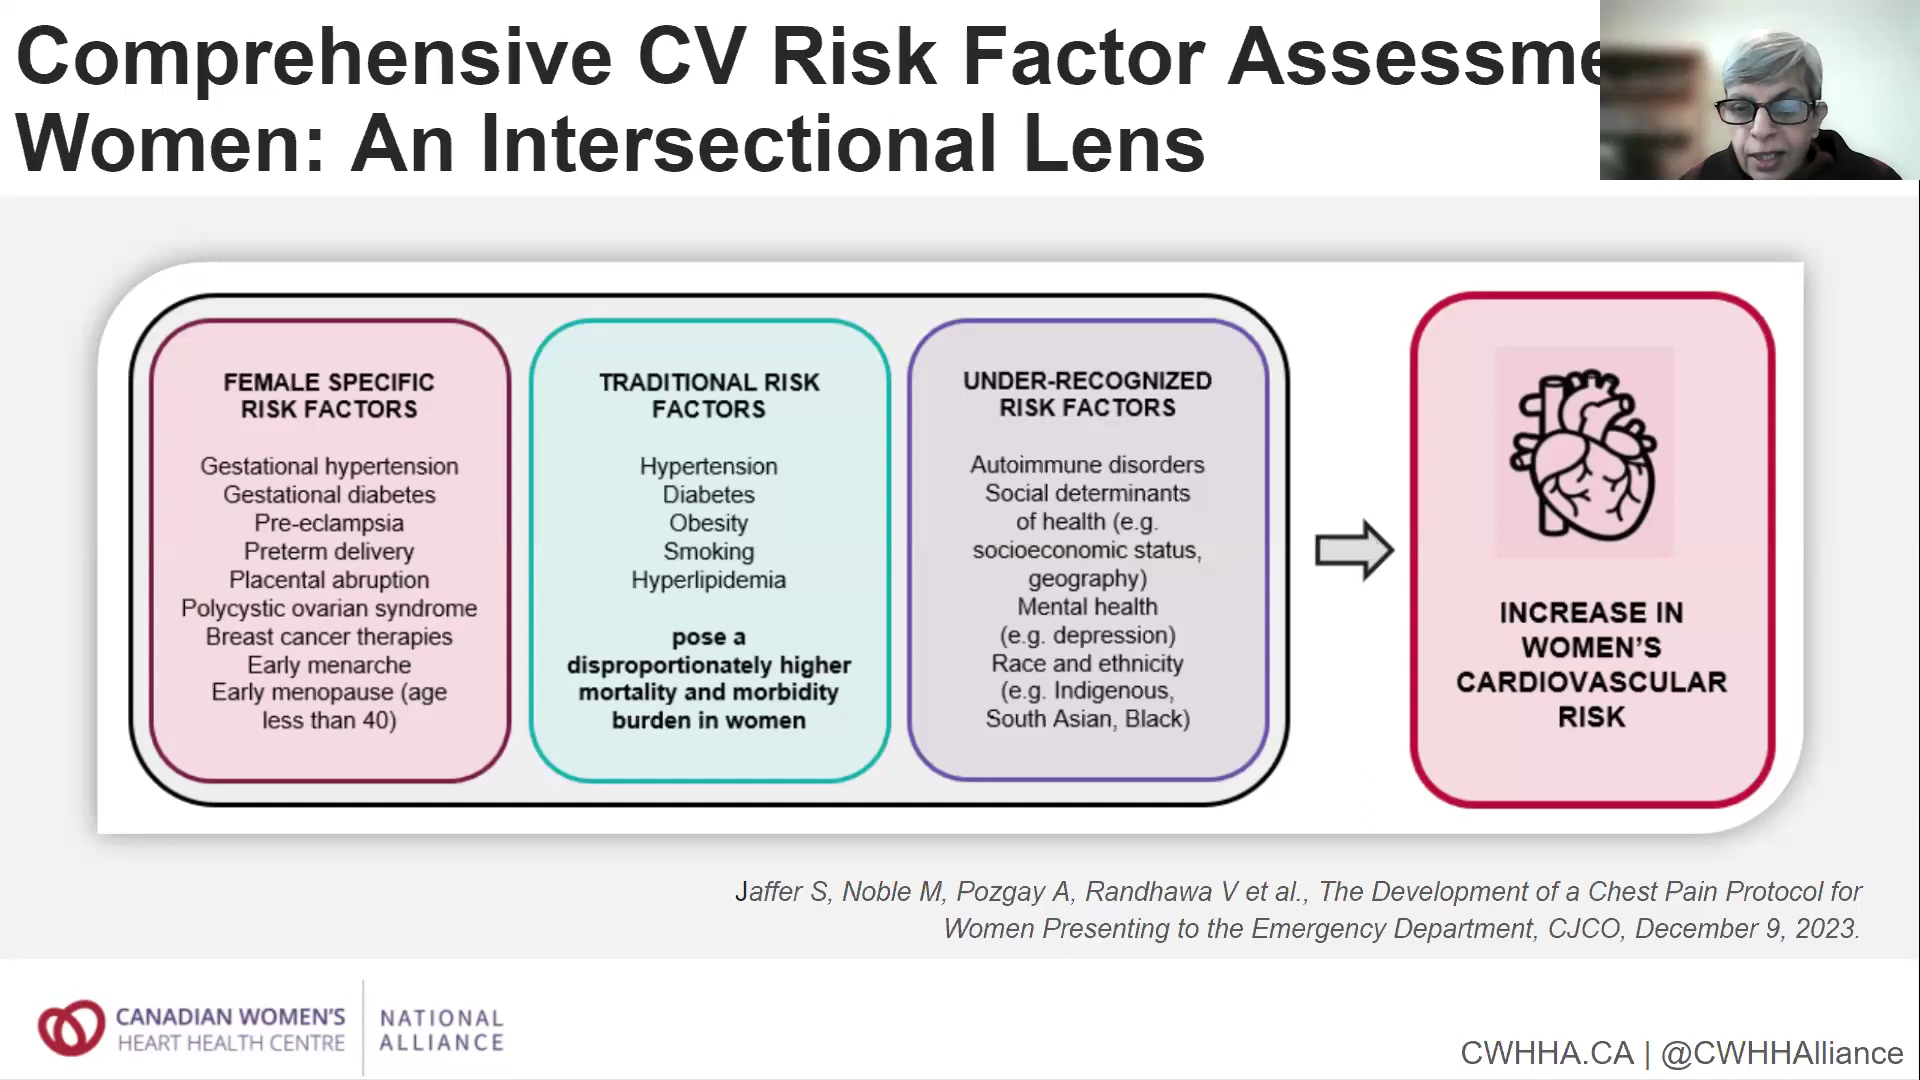 Comprehensive CV Risk Factor Assessme
Women: An Intersectional Lens
FEMALE SPECIFIC
RISK FACTORS
Gestational hypertension
Gestational diabetes
Pre-eclampsia
Preterm delivery
Placental abruption
Polycystic ovarian syndrome
Breast cancer therapies
Early menarche
Early menopause (age
less than 40)
TRADITIONAL RISK
FACTORS
Hypertension
Diabetes
Obesity
Smoking
Hyperlipidemia
pose a
disproportionately higher
mortality and morbidity
burden in women
UNDER-RECOGNIZED
RISK FACTORS
Autoimmune disorders
Social determinants
of health (e.g.
socioeconomic status,
geography)
Mental health
(e.g. depression)
Race and ethnicity
(e.g. Indigenous,
South Asian, Black)
INCREASE IN
WOMEN'S
CARDIOVASCULAR
RISK
Jaffer S, Noble M, Pozgay A, Randhawa V et al., The Development of a Chest Pain Protocol for
Women Presenting to the Emergency Department, CJCO, December 9, 2023.
CANADIAN WOMEN'S
HEART HEALTH CENTRE
NATIONAL
ALLIANCE
CWHHA.CA | @CWHHAlliance